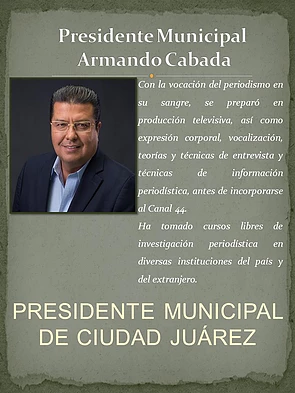 Presidente Municipal
Armando Cabada
Con la vocación del periodismo en
su sangre, se preparó en
producción televisiva, así como
expresión corporal, vocalización,
teorías y técnicas de entrevista y
técnicas de información
periodística, antes de incorporarse
al Canal 44.
Ha tomado cursos libres de
investigación periodística en
diversas instituciones del país y
del extranjero.
PRESIDENTE MUNICIPAL
DE CIUDAD JUÁREZ